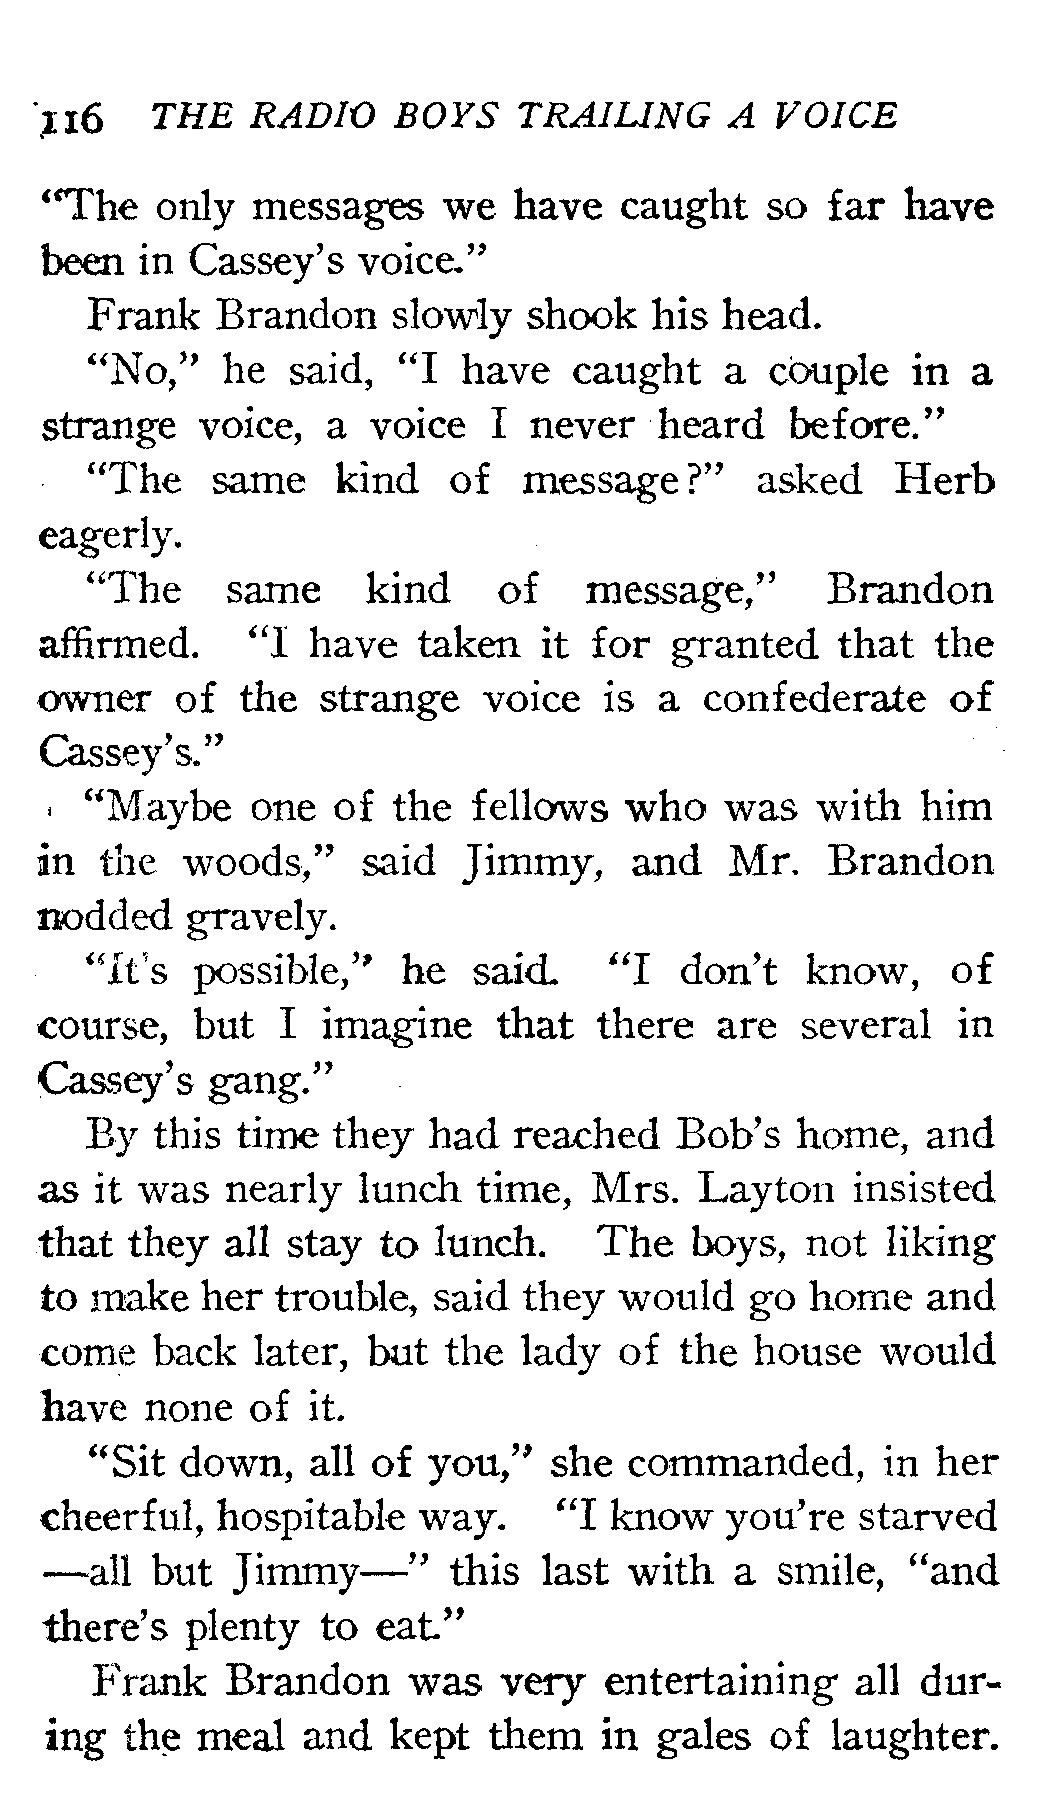 116 THE RADIO BOYS TRAILING A VOICE
“The only messages we have caught so far have
been in Cassey’s voice.”
Frank Brandon slowly shook his head.
“No,” he said, “I have caught a couple in a
strange voice, a voice I never heard before.”
“The same kind of message?” asked Herb
eagerly.
“The same kind of message,” Brandon
affirmed. “I have taken it for granted that the
owner of the strange voice is a confederate of
Cassey’s.”
“Maybe one of the fellows who was with him
in the woods,” said Jimmy, and Mr. Brandon
nodded gravely.
“It’s possible,” he said. “I don’t know, of
course, but I imagine that there are several in
Cassey’s gang.”
By this time they had reached Bob’s home, and
as it was nearly lunch time, Mrs. Layton insisted
that they all stay to lunch. The boys, not liking
to make her trouble, said they would go home and
come back later, but the lady of the house would
have none of it.
“Sit down, all of you,” she commanded, in her
cheerful, hospitable way. “I know you’re starved
—all but Jimmy—” this last with a smile, “and
there’s plenty to eat.”
Frank Brandon was very entertaining all dur-
ing the meal and kept them in gales of laughter.